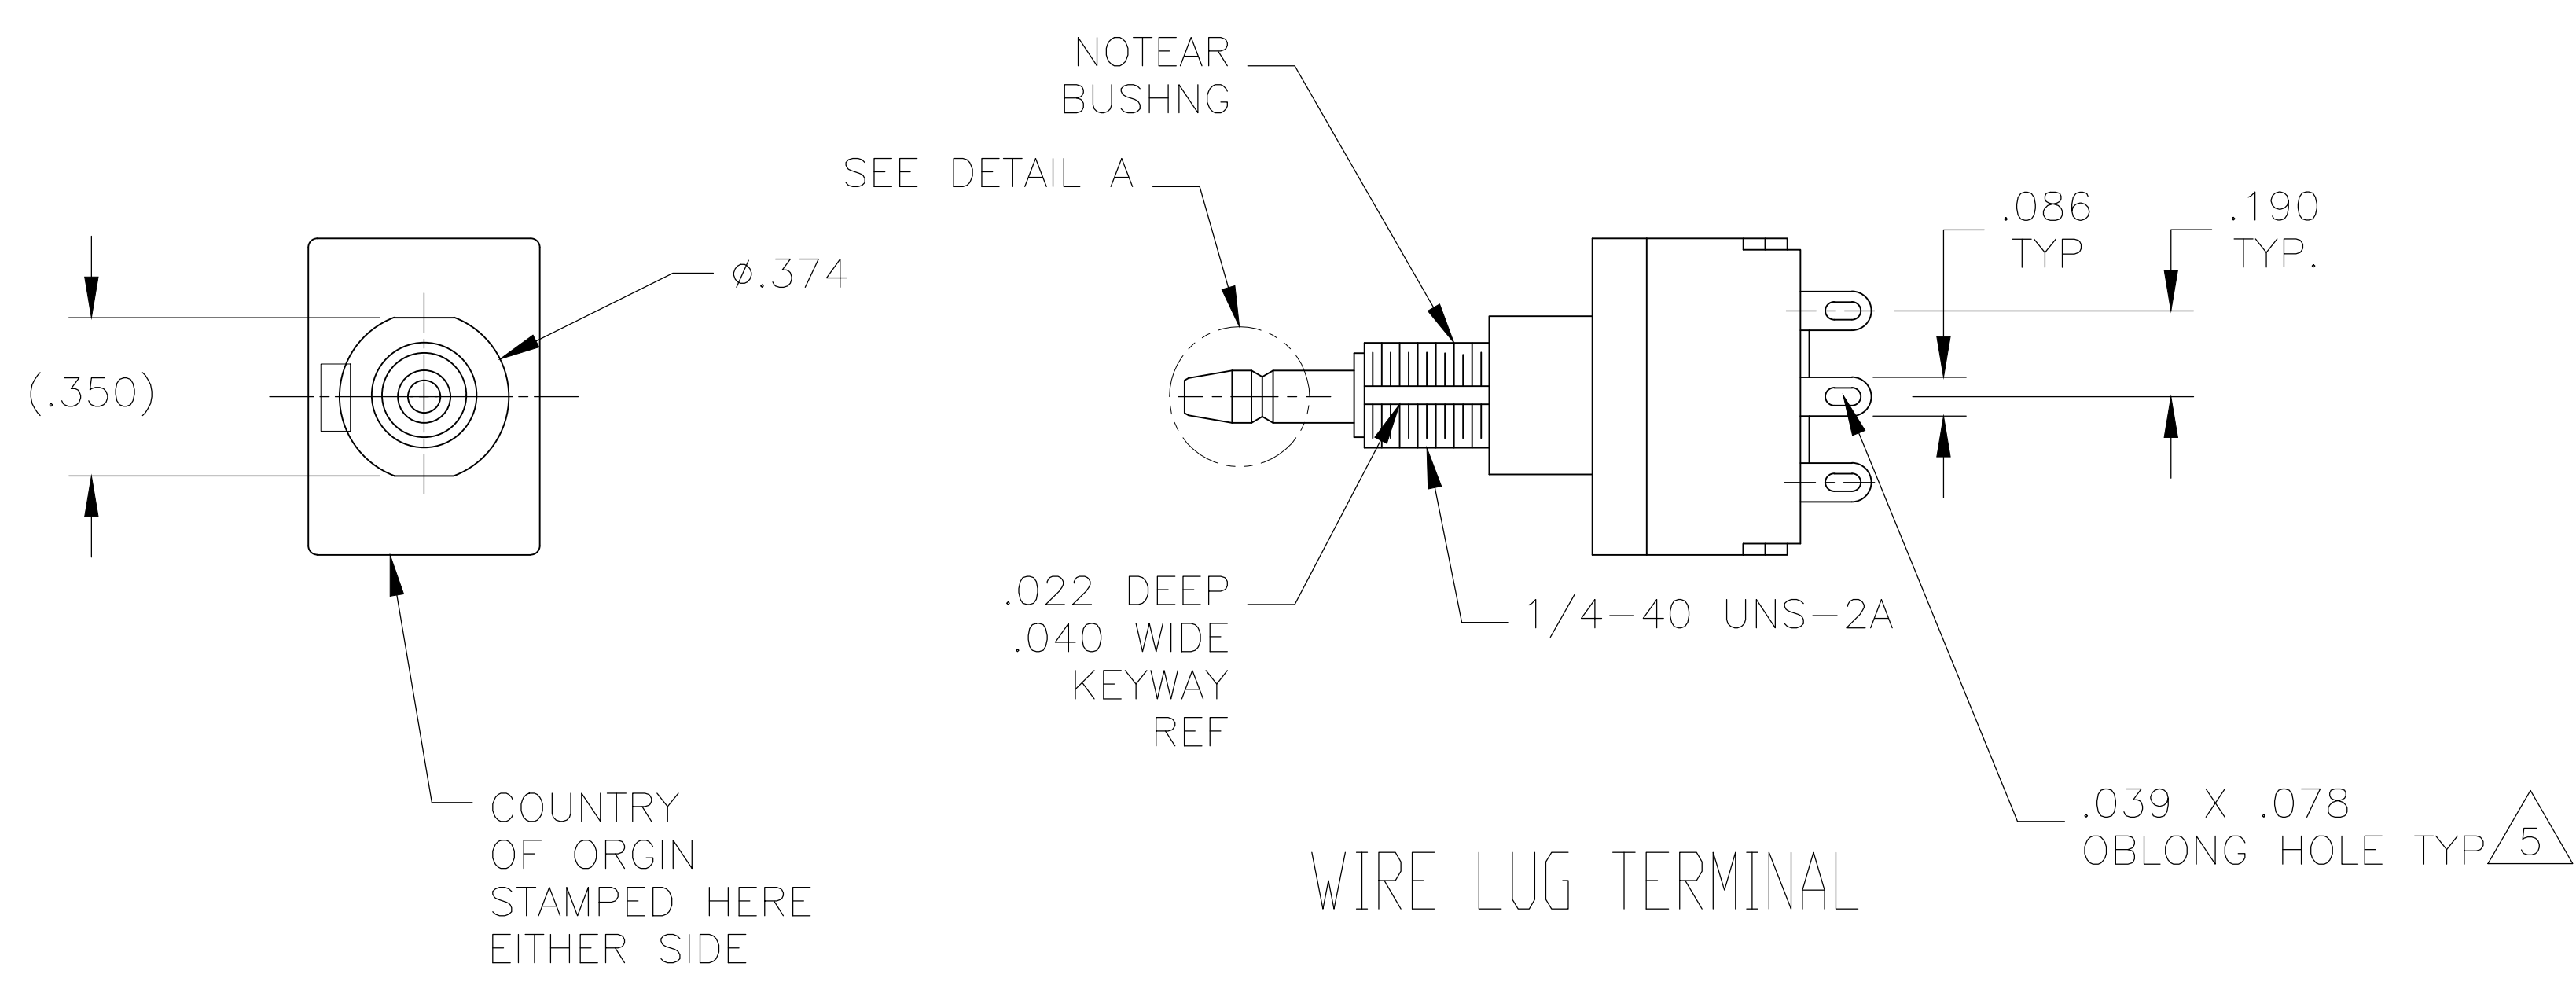 NOTEAR
BUSHNG
SEE DETAIL A
.086
TYP
.190
TYP.
⌀.374
(.350)
.022 DEEP
.040 WIDE
KEYWAY
REF
1/4-40 UNS-2A
COUNTRY
OF ORGIN
STAMPED HERE
EITHER SIDE
.039 X .078
OBLONG HOLE TYP
5
WIRE LUG TERMINAL